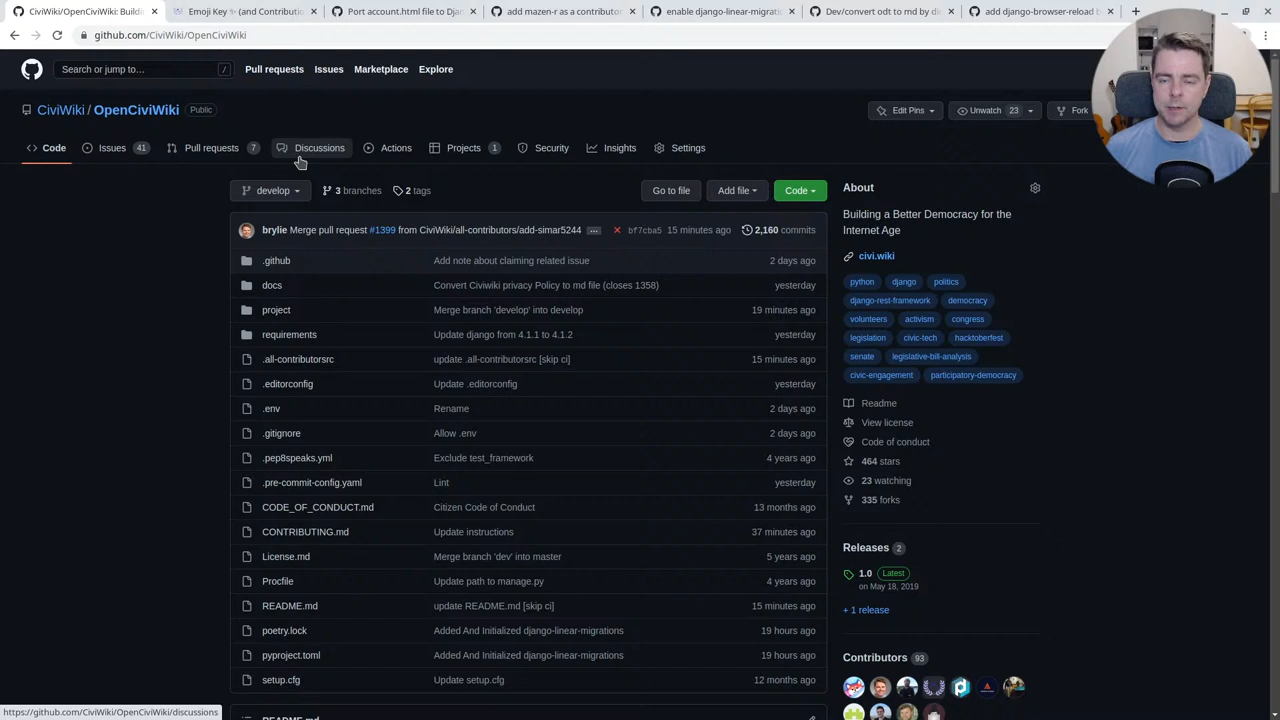 CiviWiki/OpenCiviWiki: Buildi
Emoji Key ✨ (and Contribution
Port account.html file to Dja
add mazen-r as a contributor
enable django-linear-migration
Dev/convert odt to md by dis
add django-browser-reload b
github.com/CiviWiki/OpenCiviWiki
Search or jump to…
/
Pull requests
Issues
Marketplace
Explore
CiviWiki / OpenCiviWiki
Public
Edit Pins
Unwatch 23
Fork
Code
Issues 41
Pull requests 7
Discussions
Actions
Projects 1
Security
Insights
Settings
develop
3 branches
2 tags
Go to file
Add file
Code
brylie Merge pull request #1399 from CiviWiki/all-contributors/add-simar5244 … bf7cba5 15 minutes ago 2,160 commits
.github Add note about claiming related issue 2 days ago
docs Convert Civiwiki privacy Policy to md file (closes 1358) yesterday
project Merge branch 'develop' into develop 19 minutes ago
requirements Update django from 4.1.1 to 4.1.2 yesterday
.all-contributorsrc update .all-contributorsrc [skip ci] 15 minutes ago
.editorconfig Update .editorconfig yesterday
.env Rename 2 days ago
.gitignore Allow .env 2 days ago
.pep8speaks.yml Exclude test_framework 4 years ago
.pre-commit-config.yaml Lint yesterday
CODE_OF_CONDUCT.md Citizen Code of Conduct 13 months ago
CONTRIBUTING.md Update instructions 37 minutes ago
License.md Merge branch 'dev' into master 5 years ago
Procfile Update path to manage.py 4 years ago
README.md update README.md [skip ci] 15 minutes ago
poetry.lock Added And Initialized django-linear-migrations 19 hours ago
pyproject.toml Added And Initialized django-linear-migrations 19 hours ago
setup.cfg Update setup.cfg 12 months ago
README.md
About
Building a Better Democracy for the
Internet Age
civi.wiki
python django politics
django-rest-framework democracy
volunteers activism congress
legislation civic-tech hacktoberfest
senate legislative-bill-analysis
civic-engagement participatory-democracy
Readme
View license
Code of conduct
464 stars
23 watching
335 forks
Releases 2
1.0 Latest
on May 18, 2019
+ 1 release
Contributors 93
https://github.com/CiviWiki/OpenCiviWiki/discussions